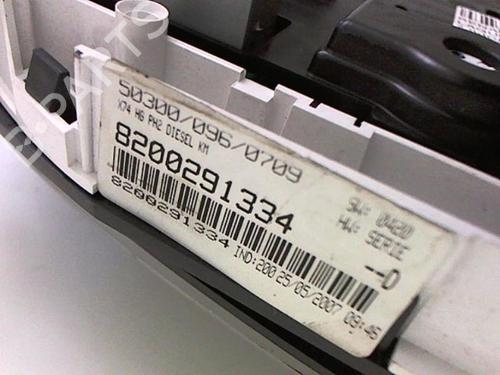 50300/096/0709
X74 H6 PH2 DIESEL KM
8200291334
SW: 0420
HW: SERIE
--D
8200291334 IND:200 25/05/2007 09:46